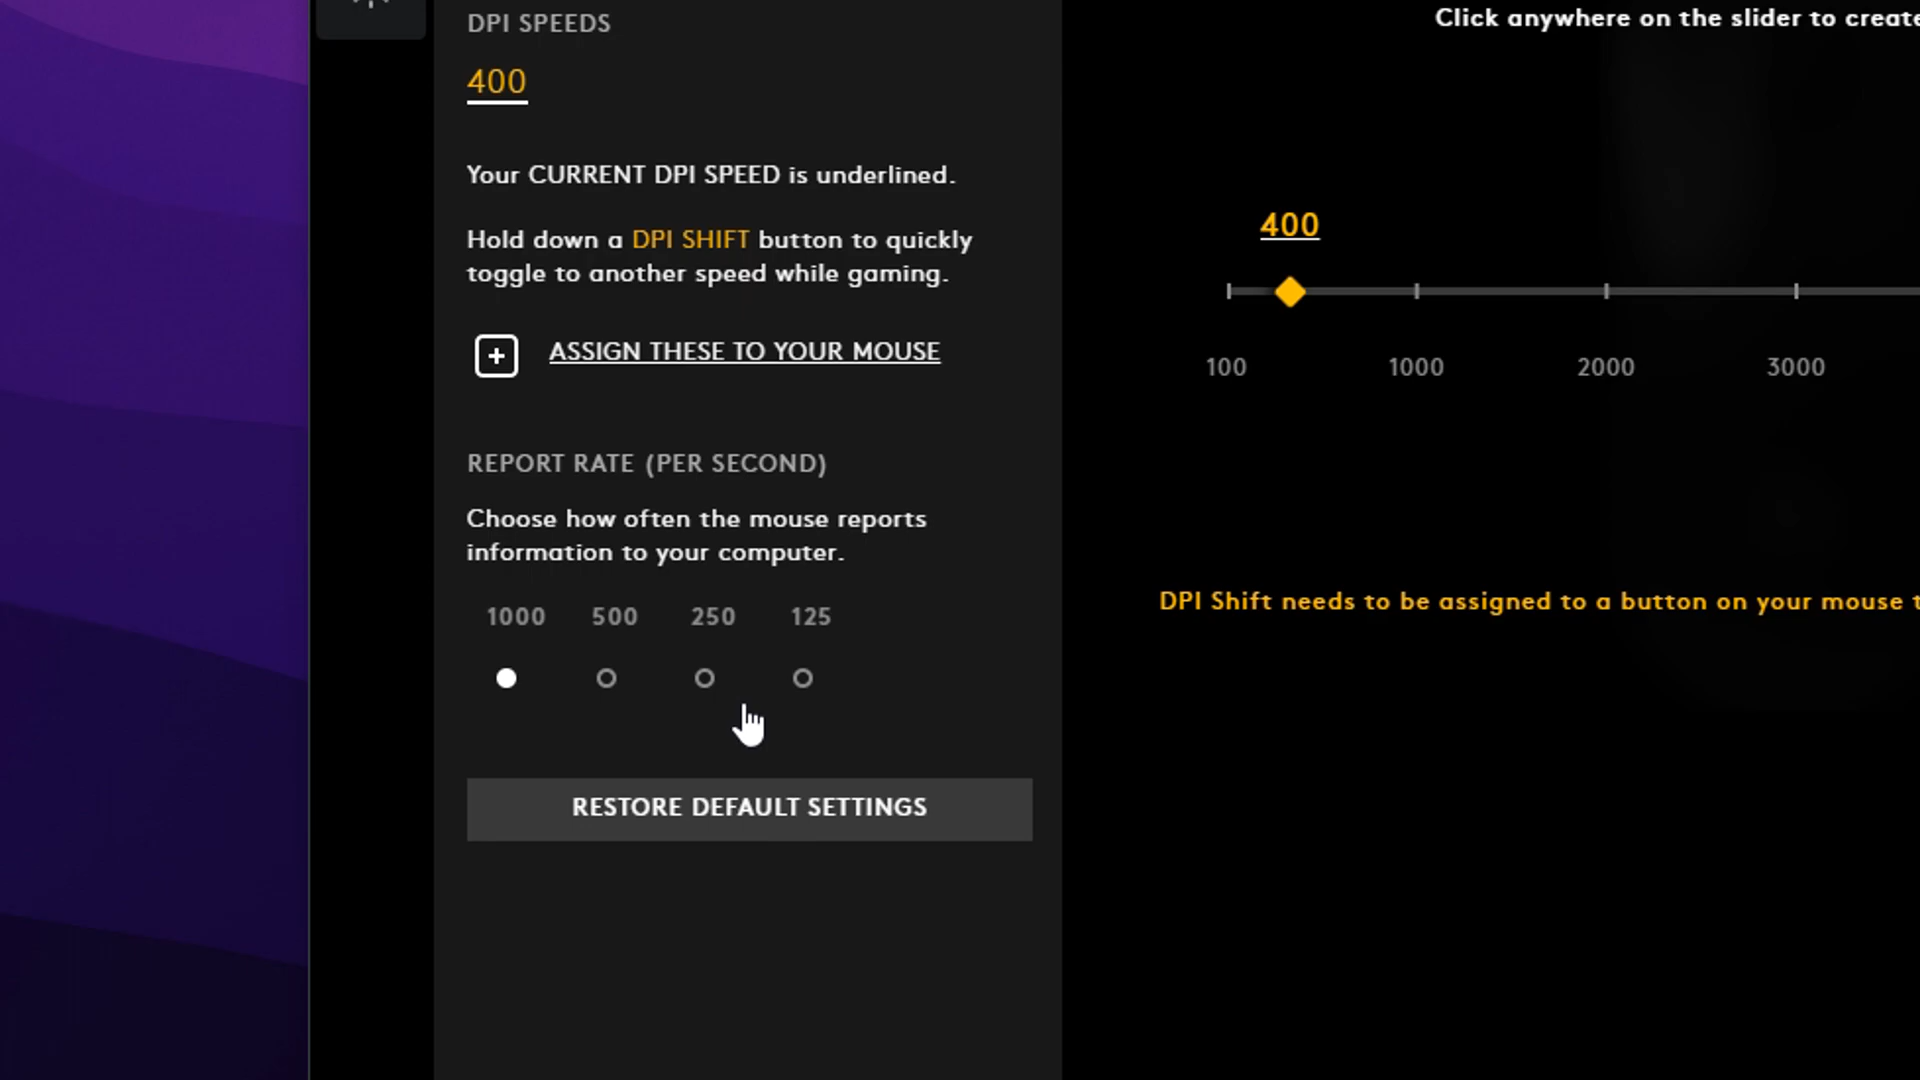 DPI SPEEDS
400
Your CURRENT DPI SPEED is underlined.
Hold down a DPI SHIFT button to quickly
toggle to another speed while gaming.
ASSIGN THESE TO YOUR MOUSE
REPORT RATE (PER SECOND)
Choose how often the mouse reports
information to your computer.
1000 500 250 125
RESTORE DEFAULT SETTINGS
Click anywhere on the slider to create
400
100 1000 2000 3000
DPI Shift needs to be assigned to a button on your mouse